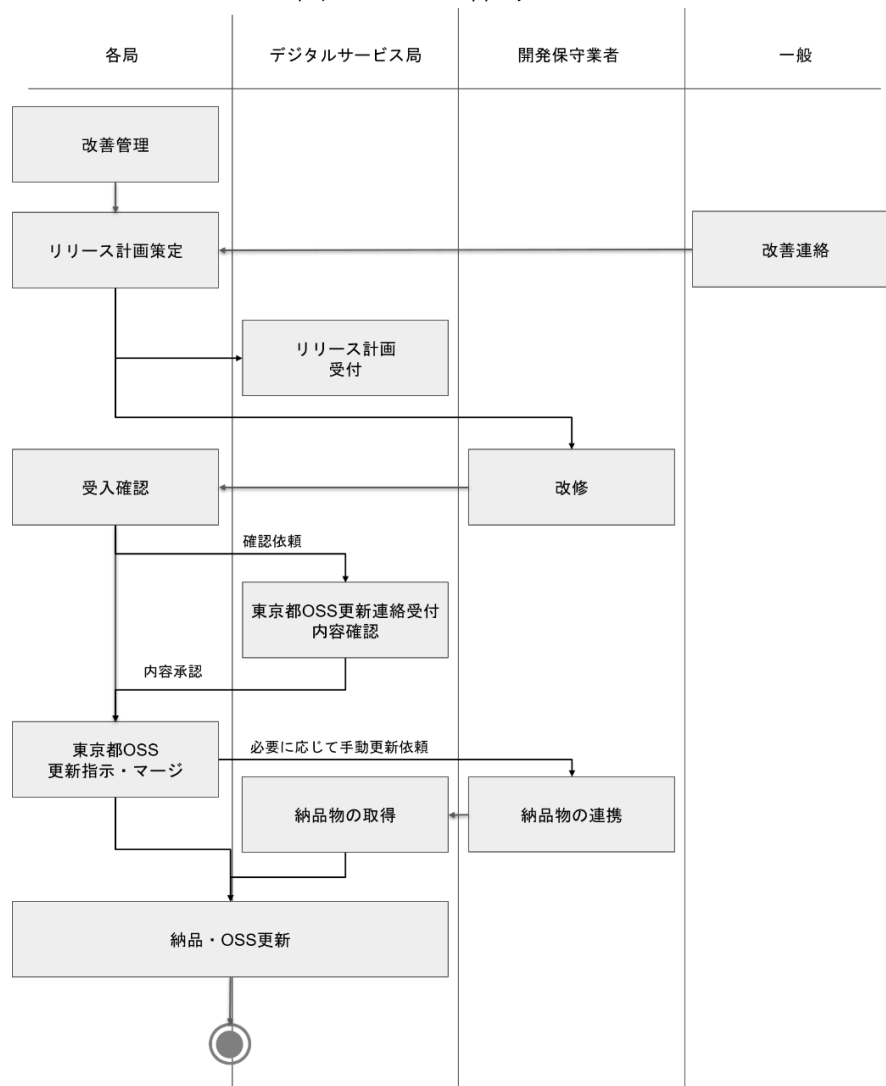 各局
デジタルサービス局
開発保守業者
一般
改善管理
リリース計画策定
改善連絡
リリース計画
受付
受入確認
改修
確認依頼
東京都OSS更新連絡受付
内容確認
内容承認
東京都OSS
更新指示・マージ
必要に応じて手動更新依頼
納品物の取得
納品物の連携
納品・OSS更新